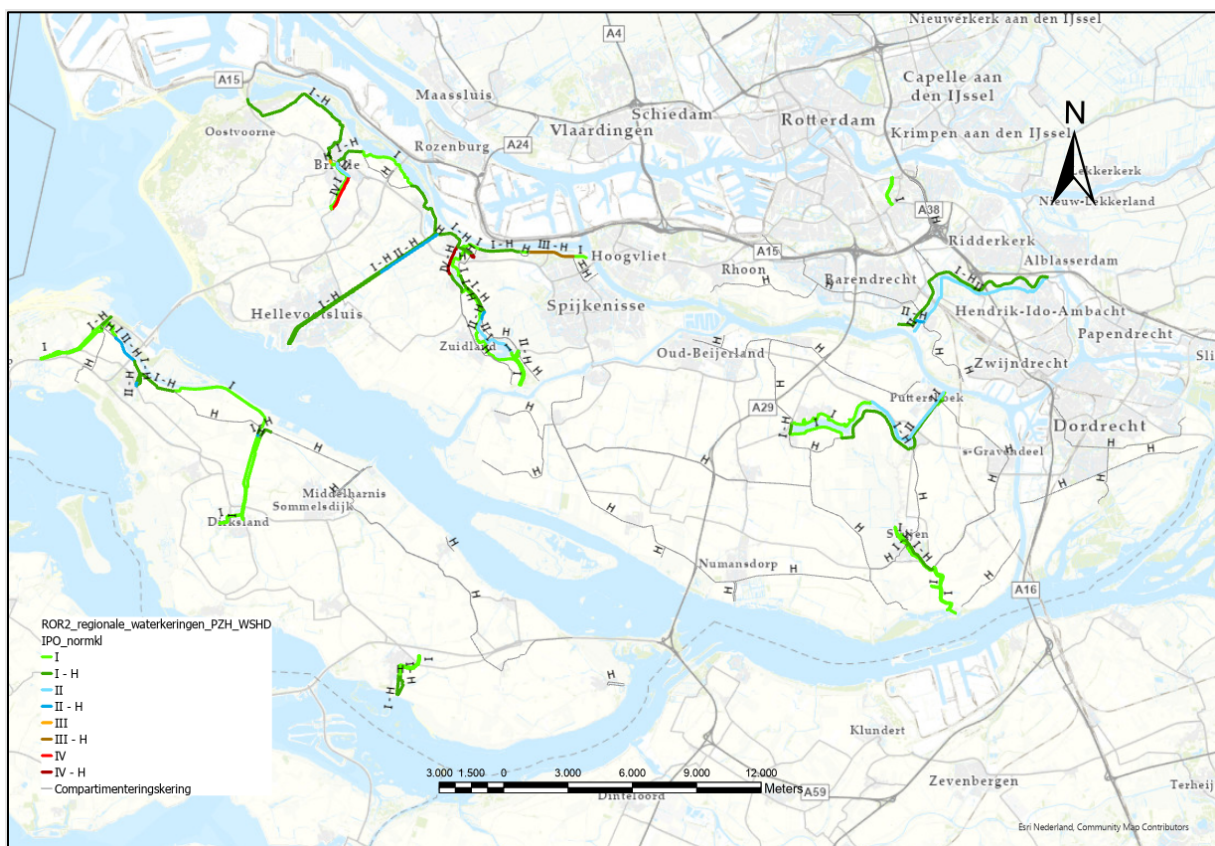 Nieuwerkerk aan den IJssel
A4
Capelle aan
den IJssel
A15
Maassluis
Schiedam
N
Rotterdam
Oostvoorne
Vlaardingen
Krimpen aan den IJssel
Rozenburg
A24
I - H
Lekkerkerk
Nieuw-Lekkerland
A38
Ridderkerk
A15
Hoogvliet
Rhoon
Barendrecht
Alblasserdam
III - H
II - H
I - H
Spijkenisse
Hendrik-Ido-Ambacht
Hellevoetsluis
Papendrecht
Zuidland
Oud-Beijerland
Zwijndrecht
A29
Dordrecht
s-Gravendeel
Middelharnis
Sommelsdijk
Dirksland
Numansdorp
A16
ROR2_regionale_waterkeringen_PZH_WSHD
IPO_normkl
I
I - H
II
II - H
III
III - H
IV
IV - H
Compartimenteringskering
Klundert
3.000 1.500 0 3.000 6.000 9.000 12.000
Meters
Zevenbergen
Dinteloord
A59
Terheij
Esri Nederland, Community Map Contributors